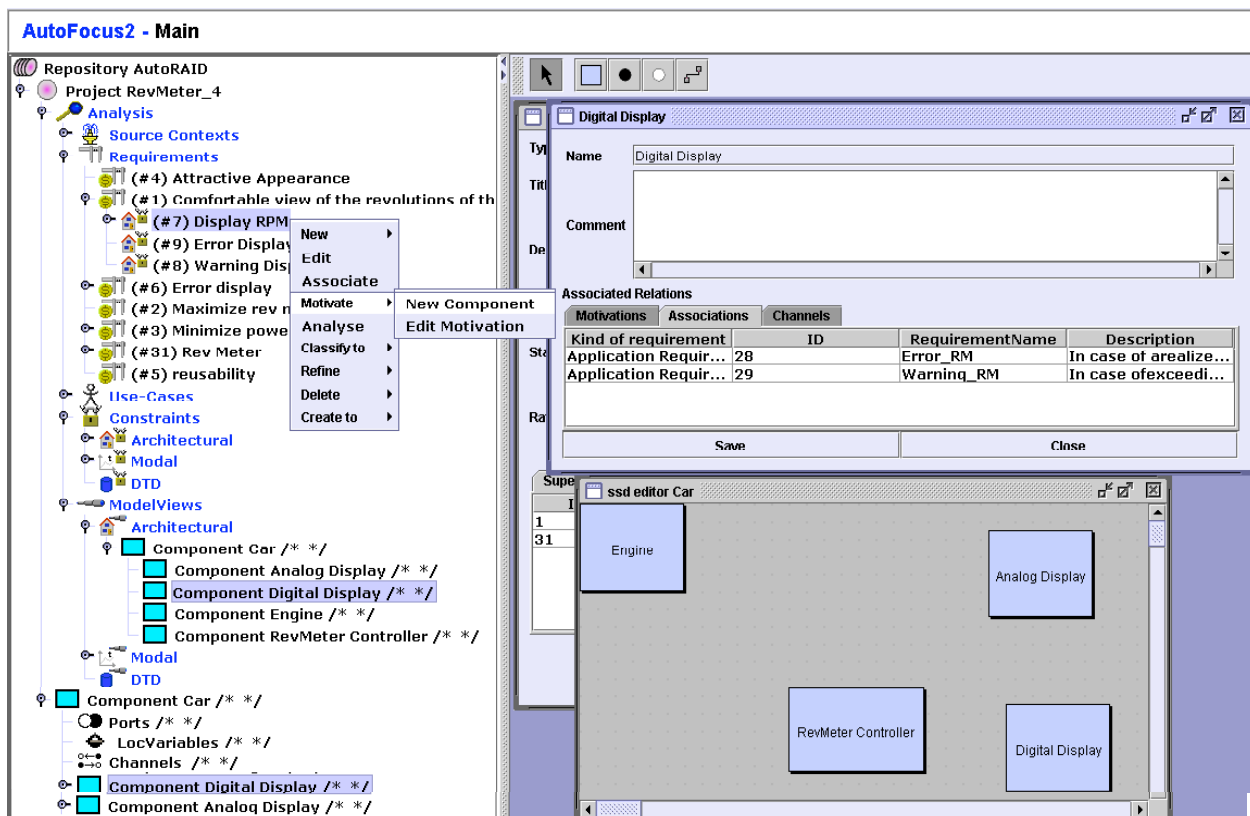 AutoFocus2 - Main
Repository AutoRAID
Project RevMeter_4
Analysis
Source Contexts
Requirements
(#4) Attractive Appearance
(#1) Comfortable view of the revolutions of th
(#7) Display RPM
(#9) Error Display
(#8) Warning Disp
(#6) Error display
(#2) Maximize rev m
(#3) Minimize powe
(#31) Rev Meter
(#5) reusability
Use-Cases
Constraints
Architectural
Modal
DTD
ModelViews
Architectural
Component Car /* */
Component Analog Display /* */
Component Digital Display /* */
Component Engine /* */
Component RevMeter Controller /* */
Modal
DTD
Component Car /* */
Ports /* */
LocVariables /* */
Channels /* */
Component Digital Display /* */
Component Analog Display /* */
New
Edit
Associate
Motivate
Analyse
Classify to
Refine
Delete
Create to
New Component
Edit Motivation
Typ
Titl
De
Sta
Ra
Supe
I
1
31
Digital Display
Name Digital Display
Comment
Associated Relations
Motivations Associations Channels
Kind of requirement ID RequirementName Description
Application Requir... 28 Error_RM In case of arealize...
Application Requir... 29 Warning_RM In case ofexceedi...
Save Close
ssd editor Car
Engine
Analog Display
RevMeter Controller
Digital Display